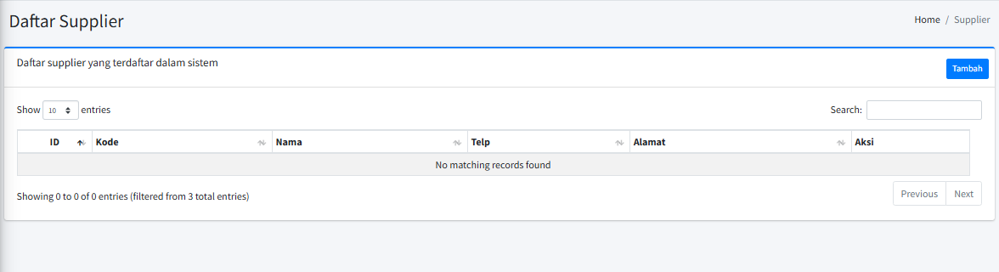 Daftar Supplier
Home / Supplier
Daftar supplier yang terdaftar dalam sistem
Tambah
Show 10 entries
Search:
ID Kode Nama Telp Alamat Aksi
No matching records found
Showing 0 to 0 of 0 entries (filtered from 3 total entries)
Previous Next